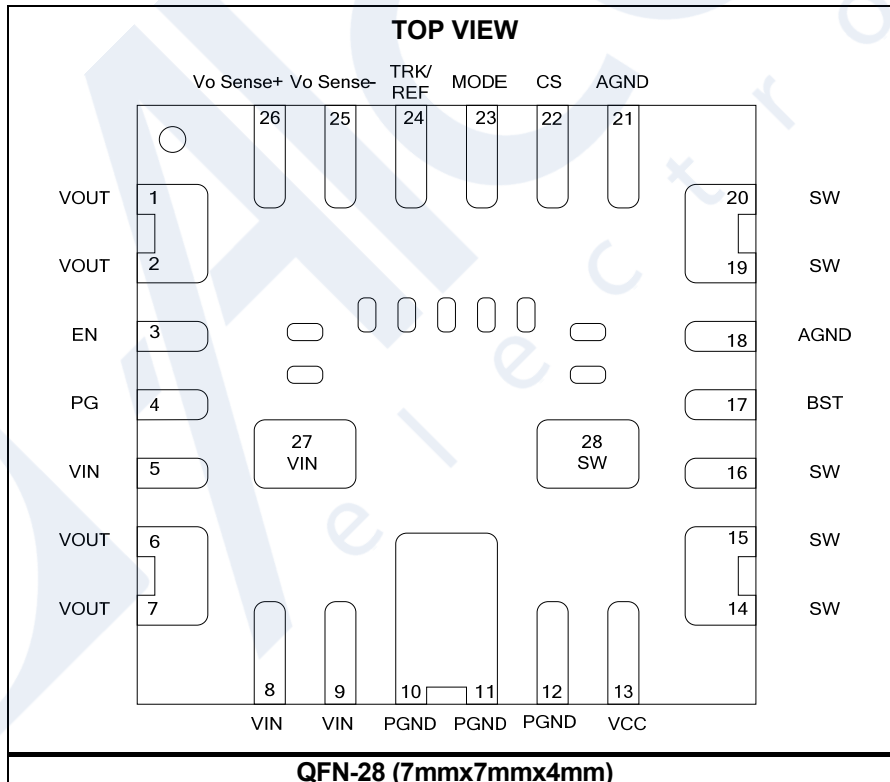 TOP VIEW
Vo Sense+ Vo Sense- TRK/
REF MODE CS AGND
26 25 24 23 22 21
VOUT 1 20 SW
VOUT 2 19 SW
EN 3 18 AGND
PG 4 17 BST
27
VIN
28
SW
VIN 5 16 SW
VOUT 6 15 SW
VOUT 7 14 SW
8 9 10 11 12 13
VIN VIN PGND PGND PGND VCC
QFN-28 (7mmx7mmx4mm)